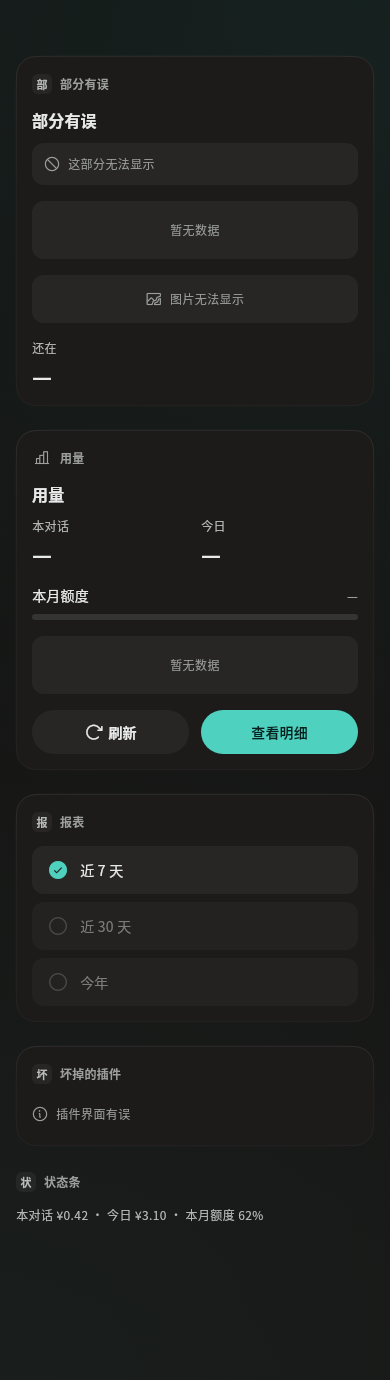 部 部分有误
部分有误
这部分无法显示
暂无数据
图片无法显示
还在
—
用量
用量
本对话 今日
— —
本月额度 —
暂无数据
刷新 查看明细
报 报表
近 7 天
近 30 天
今年
坏 坏掉的插件
插件界面有误
状 状态条
本对话 ¥0.42 · 今日 ¥3.10 · 本月额度 62%